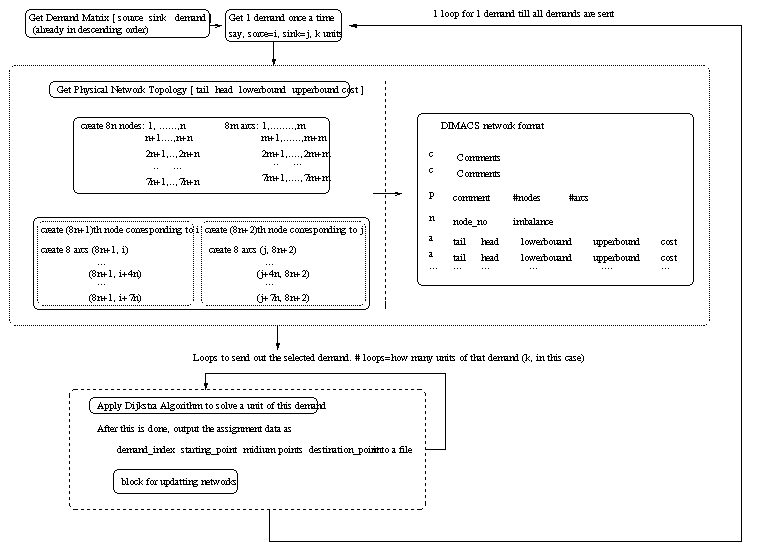 Get Demand Matrix [ source sink demand ]
(already in descending order)
Get 1 demand once a time
say, sorce=i, sink=j, k units
1 loop for 1 demand till all demands are sent
Get Physical Network Topology [ tail head lowerbound upperbound cost ]
create 8n nodes: 1, ......,n 8m arcs: 1,.........,m
n+1....,n+n m+1,......,m+m
2n+1,..,2n+n 2m+1,....,2m+m
.. ... .. ...
7n+1,..,7n+n 7m+1,....,7m+m
create (8n+1)th node corresponding to i
create 8 arcs (8n+1, i)
...
(8n+1, i+4n)
...
(8n+1, i+7n)
create (8n+2)th node corresponding to j
create 8 arcs (j, 8n+2)
...
(j+4n, 8n+2)
...
(j+7n, 8n+2)
DIMACS network format
c Comments
c Comments
p comment #nodes #arcs
n node_no imbalance
a tail head lowerbound upperbound cost
a tail head lowerbound upperbound cost
... ... ... ... .... ...
Loops to send out the selected demand. # loops=how many units of that demand (k, in this case)
Apply Dijkstra Algorithm to solve a unit of this demand
After this is done, output the assignment data as
demand_index starting_point midium points destination_point into a file
block for updatting networks